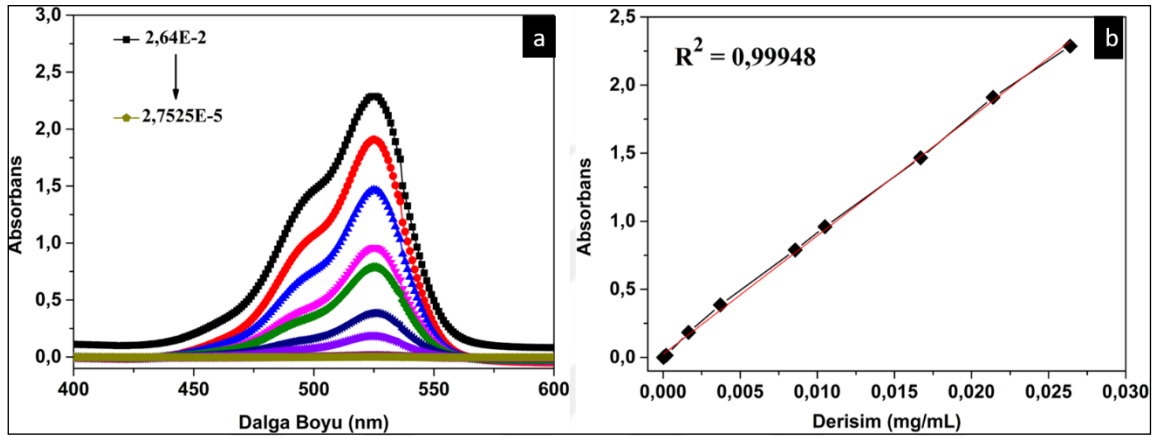 a
2,64E-2
2,7525E-5
3,0
2,5
2,0
1,5
1,0
0,5
0,0
Absorbans
400 450 500 550 600
Dalga Boyu (nm)
b
R² = 0,99948
2,5
2,0
1,5
1,0
0,5
0,0
Absorbans
0,000 0,005 0,010 0,015 0,020 0,025 0,030
Derisim (mg/mL)